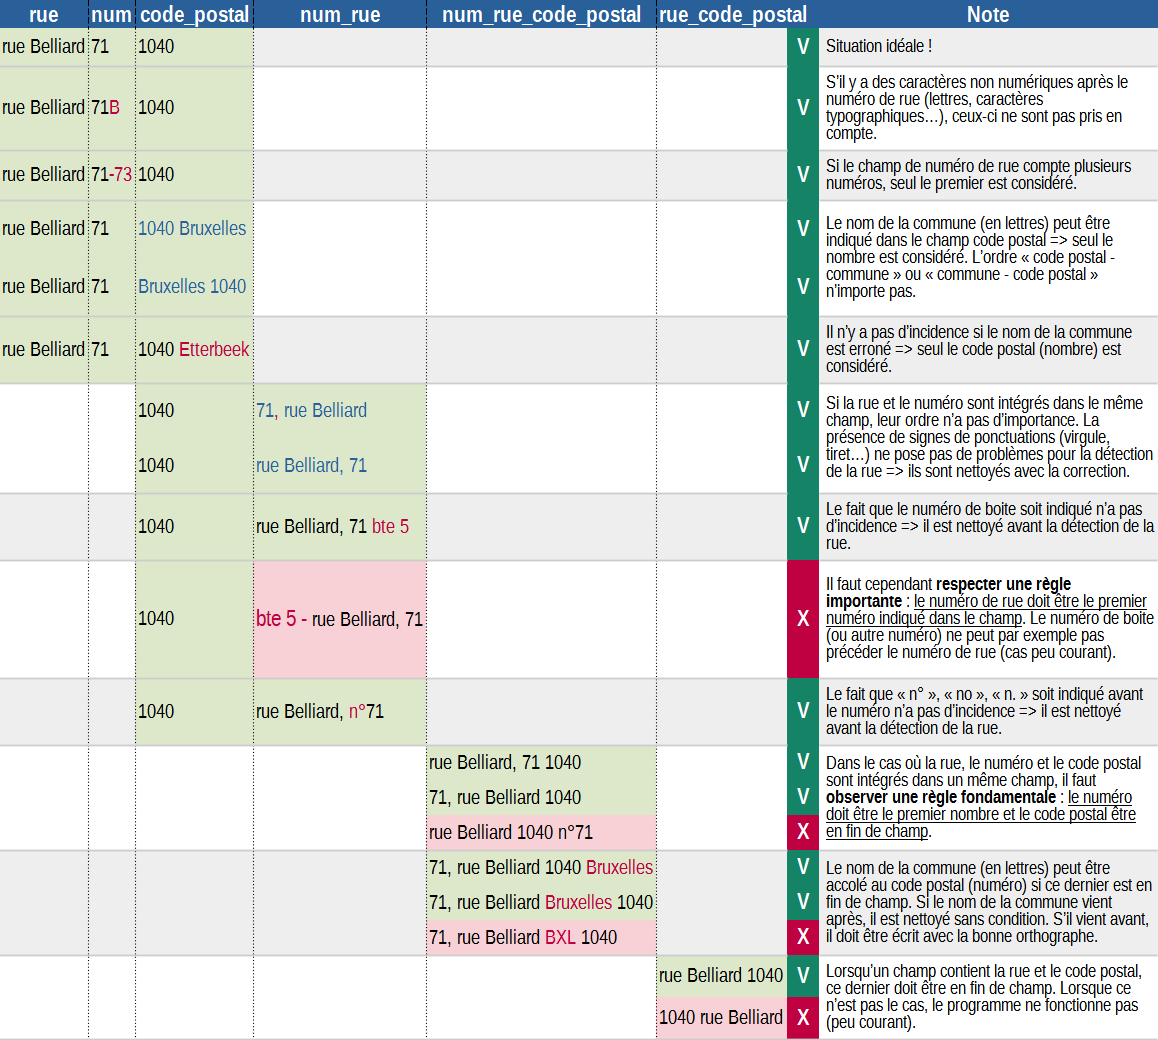 rue num code_postal num_rue num_rue_code_postal rue_code_postal Note
rue Belliard 71 1040 V Situation idéale !
rue Belliard 71B 1040 V S’il y a des caractères non numériques après le
numéro de rue (lettres, caractères
typographiques…), ceux-ci ne sont pas pris en
compte.
rue Belliard 71-73 1040 V Si le champ de numéro de rue compte plusieurs
numéros, seul le premier est considéré.
rue Belliard 71 1040 Bruxelles V
rue Belliard 71 Bruxelles 1040 V
Le nom de la commune (en lettres) peut être
indiqué dans le champ code postal => seul le
nombre est considéré. L’ordre « code postal -
commune » ou « commune - code postal »
n’importe pas.
rue Belliard 71 1040 Etterbeek V
Il n’y a pas d’incidence si le nom de la commune
est erroné => seul le code postal (nombre) est
considéré.
1040 71, rue Belliard V
1040 rue Belliard, 71 V
Si la rue et le numéro sont intégrés dans le même
champ, leur ordre n’a pas d’importance. La
présence de signes de ponctuations (virgule,
tiret…) ne pose pas de problèmes pour la détection
de la rue => ils sont nettoyés avec la correction.
1040 rue Belliard, 71 bte 5 V
Le fait que le numéro de boite soit indiqué n’a pas
d’incidence => il est nettoyé avant la détection de la
rue.
1040 bte 5 - rue Belliard, 71 X
Il faut cependant respecter une règle
importante : le numéro de rue doit être le premier
numéro indiqué dans le champ. Le numéro de boite
(ou autre numéro) ne peut par exemple pas
précéder le numéro de rue (cas peu courant).
1040 rue Belliard, n°71 V
Le fait que « n° », « no », « n. » soit indiqué avant
le numéro n’a pas d’incidence => il est nettoyé
avant la détection de la rue.
rue Belliard, 71 1040 V
71, rue Belliard 1040 V
rue Belliard 1040 n°71 X
Dans le cas où la rue, le numéro et le code postal
sont intégrés dans un même champ, il faut
observer une règle fondamentale : le numéro
doit être le premier nombre et le code postal être
en fin de champ.
71, rue Belliard 1040 Bruxelles V
71, rue Belliard Bruxelles 1040 V
71, rue Belliard BXL 1040 X
Le nom de la commune (en lettres) peut être
accolé au code postal (numéro) si ce dernier est en
fin de champ. Si le nom de la commune vient
après, il est nettoyé sans condition. S’il vient avant,
il doit être écrit avec la bonne orthographe.
rue Belliard 1040 V
1040 rue Belliard X
Lorsqu’un champ contient la rue et le code postal,
ce dernier doit être en fin de champ. Lorsque ce
n’est pas le cas, le programme ne fonctionne pas
(peu courant).